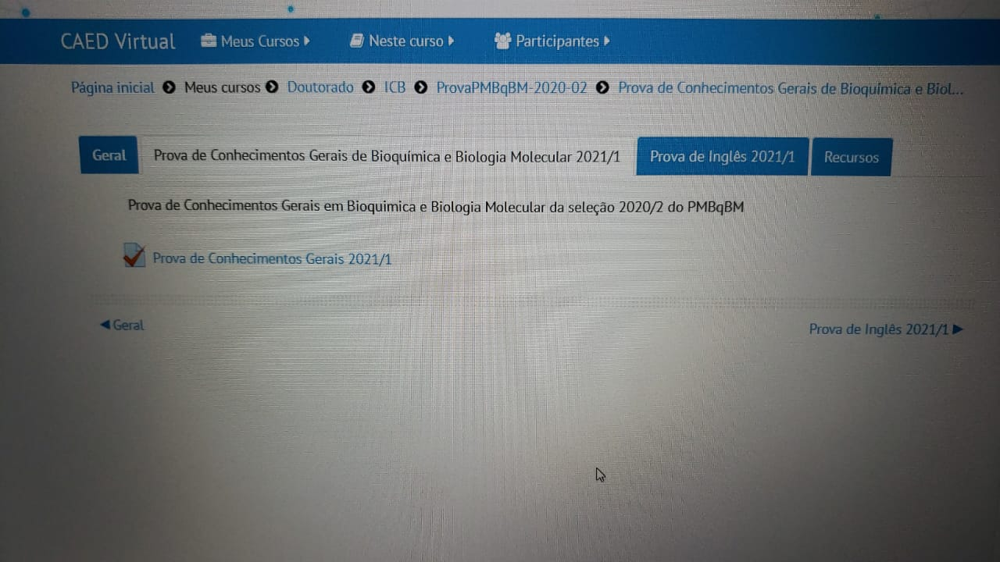 CAED Virtual Meus Cursos Neste curso Participantes
Página inicial Meus cursos Doutorado ICB ProvaPMBqBM-2020-02 Prova de Conhecimentos Gerais de Bioquímica e Biol...
Geral Prova de Conhecimentos Gerais de Bioquímica e Biologia Molecular 2021/1 Prova de Inglês 2021/1 Recursos
Prova de Conhecimentos Gerais em Bioquimica e Biologia Molecular da seleção 2020/2 do PMBqBM
Prova de Conhecimentos Gerais 2021/1
◀ Geral
Prova de Inglês 2021/1 ▶